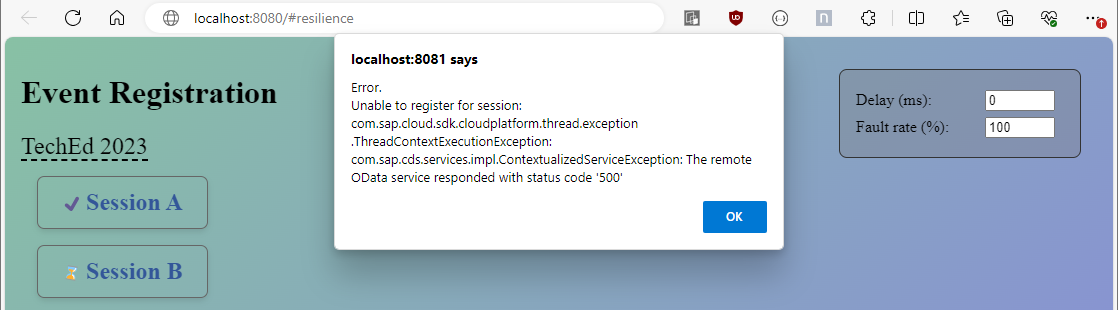 localhost:8080/#resilience
localhost:8081 says
Error.
Unable to register for session:
com.sap.cloud.sdk.cloudplatform.thread.exception
.ThreadContextExecutionException:
com.sap.cds.services.impl.ContextualizedServiceException: The remote
OData service responded with status code '500'
OK
Event Registration
TechEd 2023
Session A
Session B
Delay (ms): 0
Fault rate (%): 100